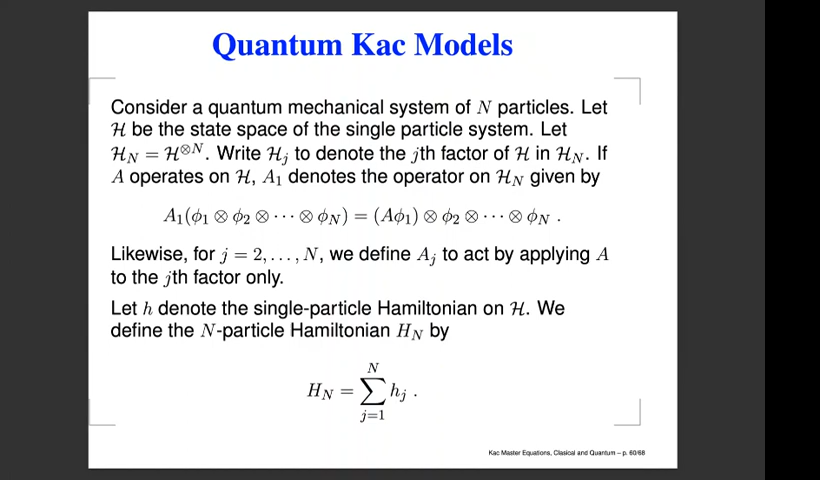 Quantum Kac Models
Consider a quantum mechanical system of N particles. Let
ℋ be the state space of the single particle system. Let
ℋ_N = ℋ^{⊗N}. Write ℋ_j to denote the jth factor of ℋ in ℋ_N. If
A operates on ℋ, A_1 denotes the operator on ℋ_N given by
A_1(ϕ_1 ⊗ ϕ_2 ⊗ ⋯ ⊗ ϕ_N) = (Aϕ_1) ⊗ ϕ_2 ⊗ ⋯ ⊗ ϕ_N .
Likewise, for j = 2, . . . , N, we define A_j to act by applying A
to the jth factor only.
Let h denote the single-particle Hamiltonian on ℋ. We
define the N-particle Hamiltonian H_N by
H_N = ∑_{j=1}^{N} h_j .
Kac Master Equations, Clasical and Quantum – p. 60/68